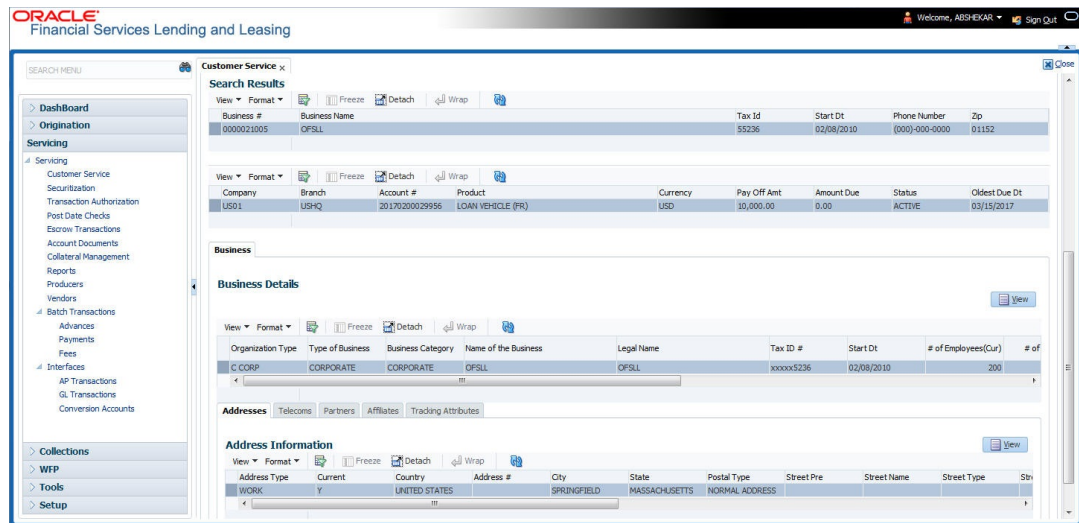 ORACLE®
Financial Services Lending and Leasing
Welcome, ABSHEKAR
Sign Out
SEARCH MENU
DashBoard
Origination
Servicing
Servicing
Customer Service
Securitization
Transaction Authorization
Post Date Checks
Escrow Transactions
Account Documents
Collateral Management
Reports
Producers
Vendors
Batch Transactions
Advances
Payments
Fees
Interfaces
AP Transactions
GL Transactions
Conversion Accounts
Collections
WFP
Tools
Setup
Customer Service x
Close
Search Results
View Format Freeze Detach Wrap
Business # Business Name Tax Id Start Dt Phone Number Zip
0000021005 OFSLL 55236 02/08/2010 (000)-000-0000 01152
View Format Freeze Detach Wrap
Company Branch Account # Product Currency Pay Off Amt Amount Due Status Oldest Due Dt
US01 USHQ 20170200029956 LOAN VEHICLE (FR) USD 10,000.00 0.00 ACTIVE 03/15/2017
Business
Business Details
View
View Format Freeze Detach Wrap
Organization Type Type of Business Business Category Name of the Business Legal Name Tax ID # Start Dt # of Employees(Cur) # of
C CORP CORPORATE CORPORATE OFSLL OFSLL xxxxx5236 02/08/2010 200
Addresses Telecoms Partners Affiliates Tracking Attributes
Address Information
View
View Format Freeze Detach Wrap
Address Type Current Country Address # City State Postal Type Street Pre Street Name Street Type Stre
WORK Y UNITED STATES SPRINGFIELD MASSACHUSETTS NORMAL ADDRESS